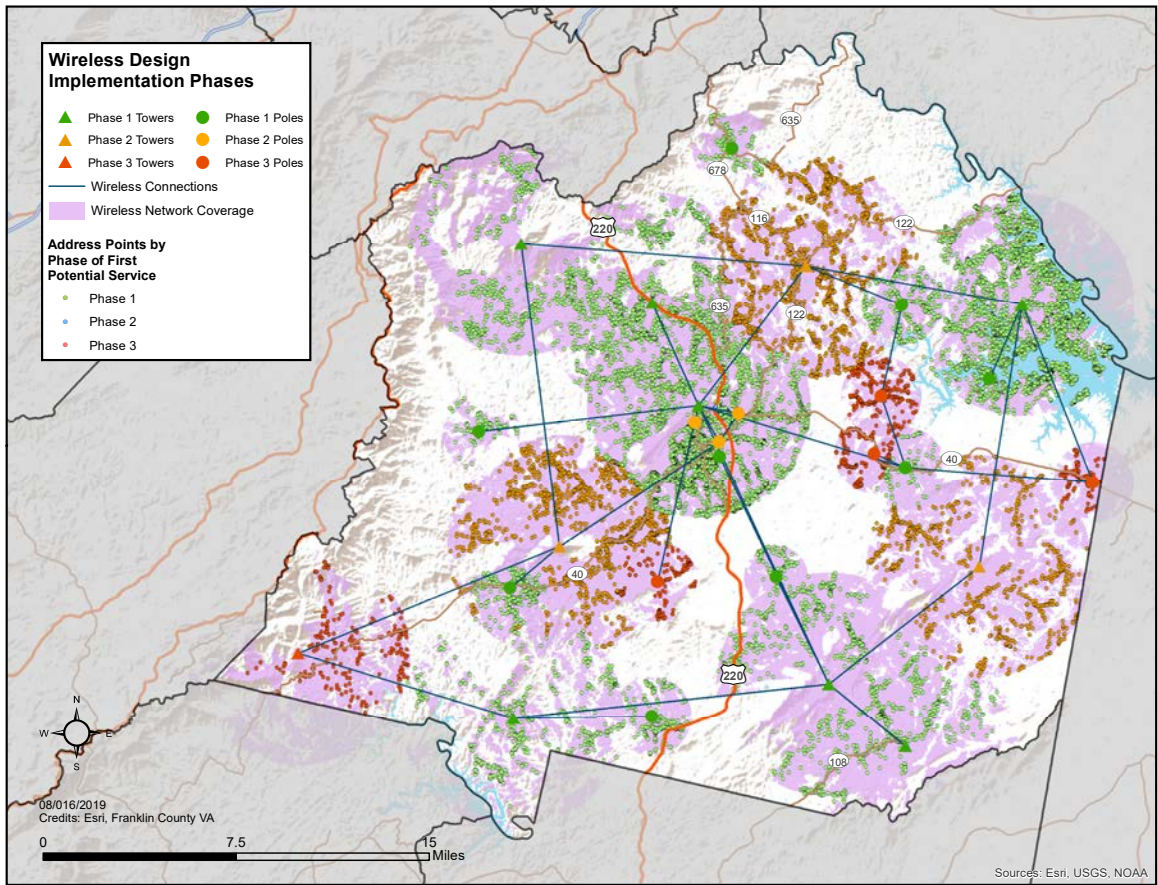 Wireless Design
Implementation Phases
Phase 1 Towers
Phase 1 Poles
Phase 2 Towers
Phase 2 Poles
Phase 3 Towers
Phase 3 Poles
Wireless Connections
Wireless Network Coverage
Address Points by
Phase of First
Potential Service
Phase 1
Phase 2
Phase 3
635
678
116
122
220
635
122
40
40
220
108
N
W
E
S
08/016/2019
Credits: Esri, Franklin County VA
0
7.5
15
Miles
Sources: Esri, USGS, NOAA